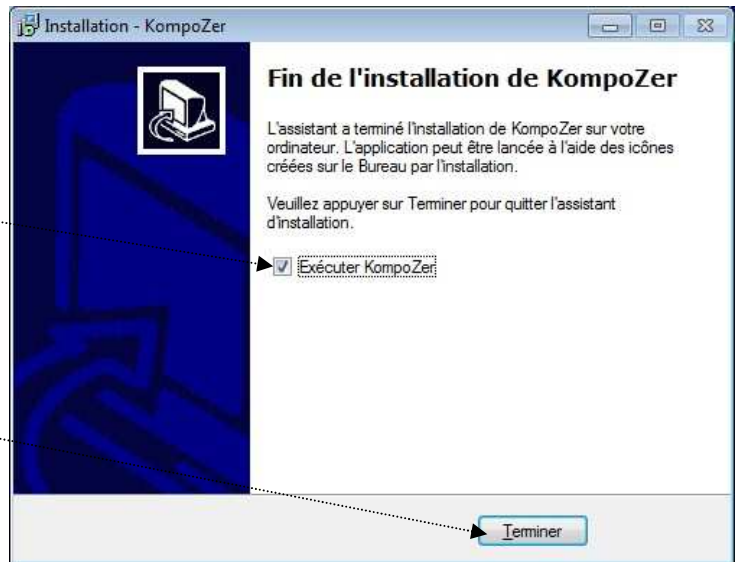 Installation - KompoZer
Fin de l'installation de KompoZer
L'assistant a terminé l'installation de KompoZer sur votre
ordinateur. L'application peut être lancée à l'aide des icônes
créées sur le Bureau par l'installation.
Veuillez appuyer sur Terminer pour quitter l'assistant
d'installation.
Exécuter KompoZer
Terminer